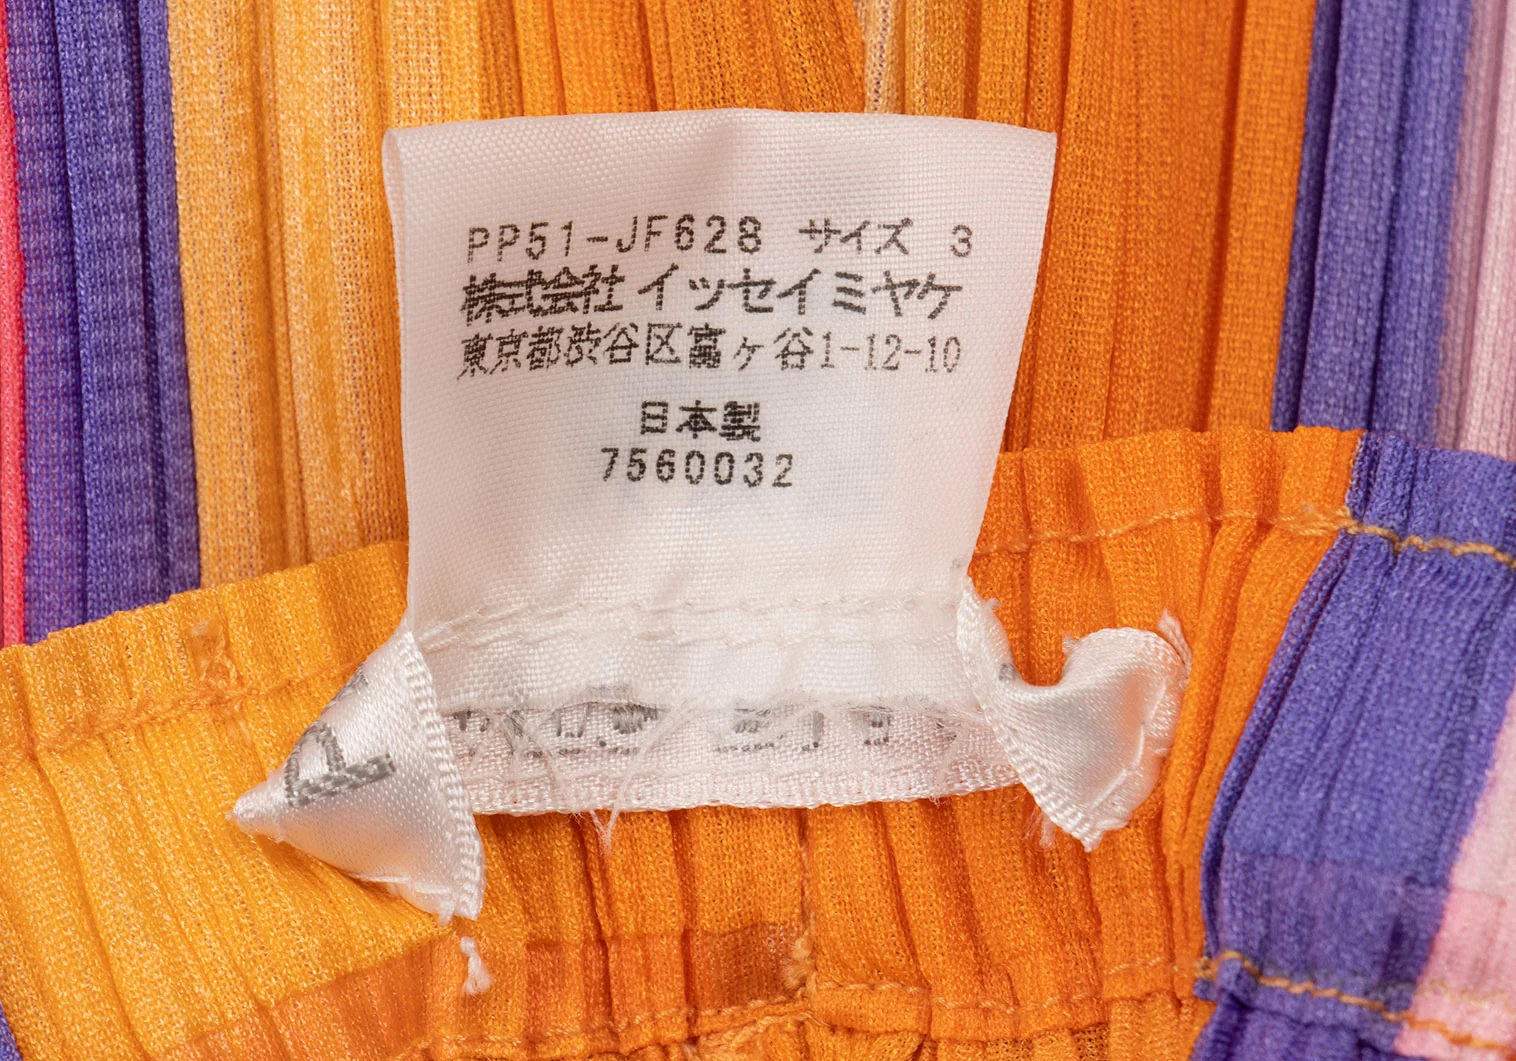 PP51-JF628 サイズ 3
株式会社イッセイミヤケ
東京都渋谷区富ヶ谷1-12-10
日本製
7560032
P